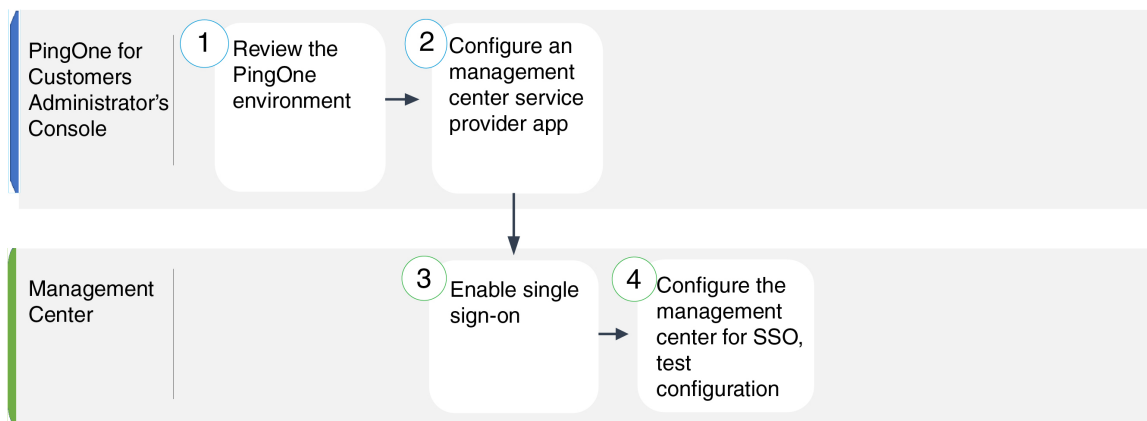 PingOne for
Customers
Administrator’s
Console
1
Review the
PingOne
environment
2
Configure an
management
center service
provider app
Management
Center
3
Enable single
sign-on
4
Configure the
management
center for SSO,
test
configuration